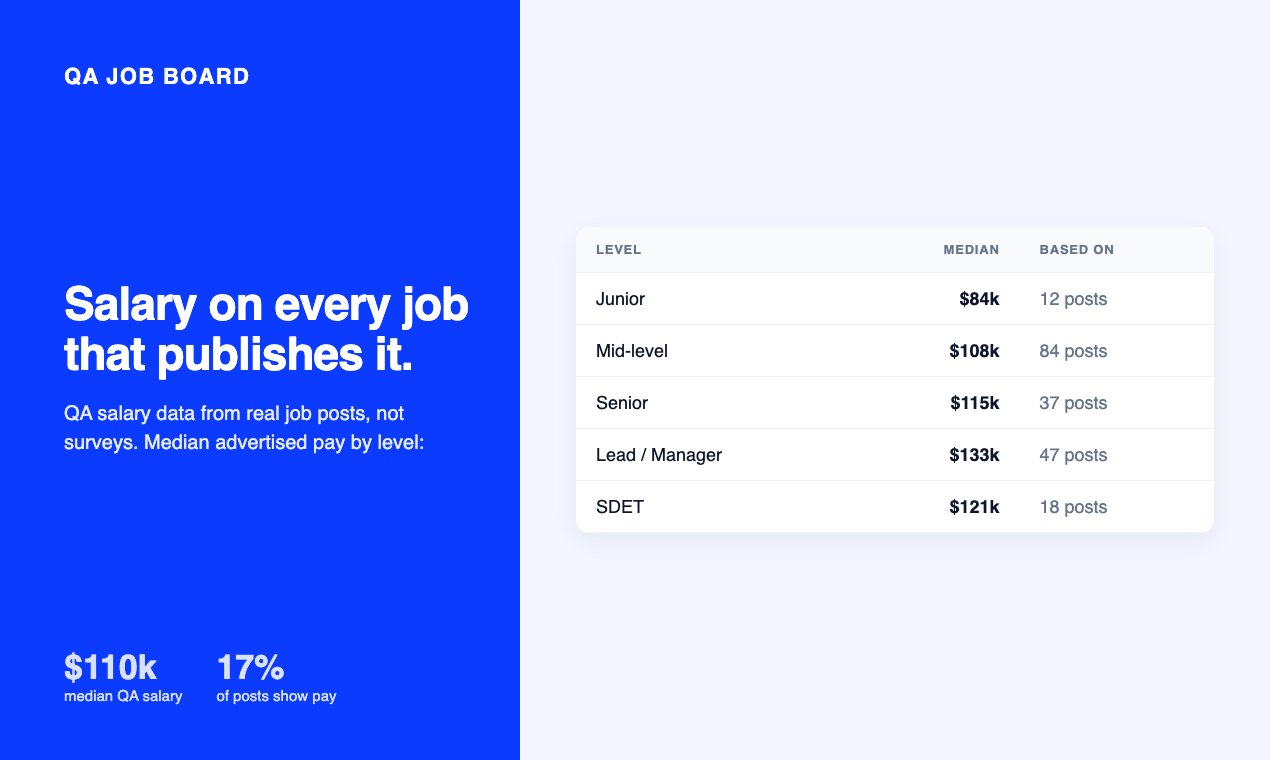 QA JOB BOARD
Salary on every job
that publishes it.
QA salary data from real job posts, not
surveys. Median advertised pay by level:
$110k 17%
median QA salary of posts show pay
LEVEL MEDIAN BASED ON
Junior $84k 12 posts
Mid-level $108k 84 posts
Senior $115k 37 posts
Lead / Manager $133k 47 posts
SDET $121k 18 posts